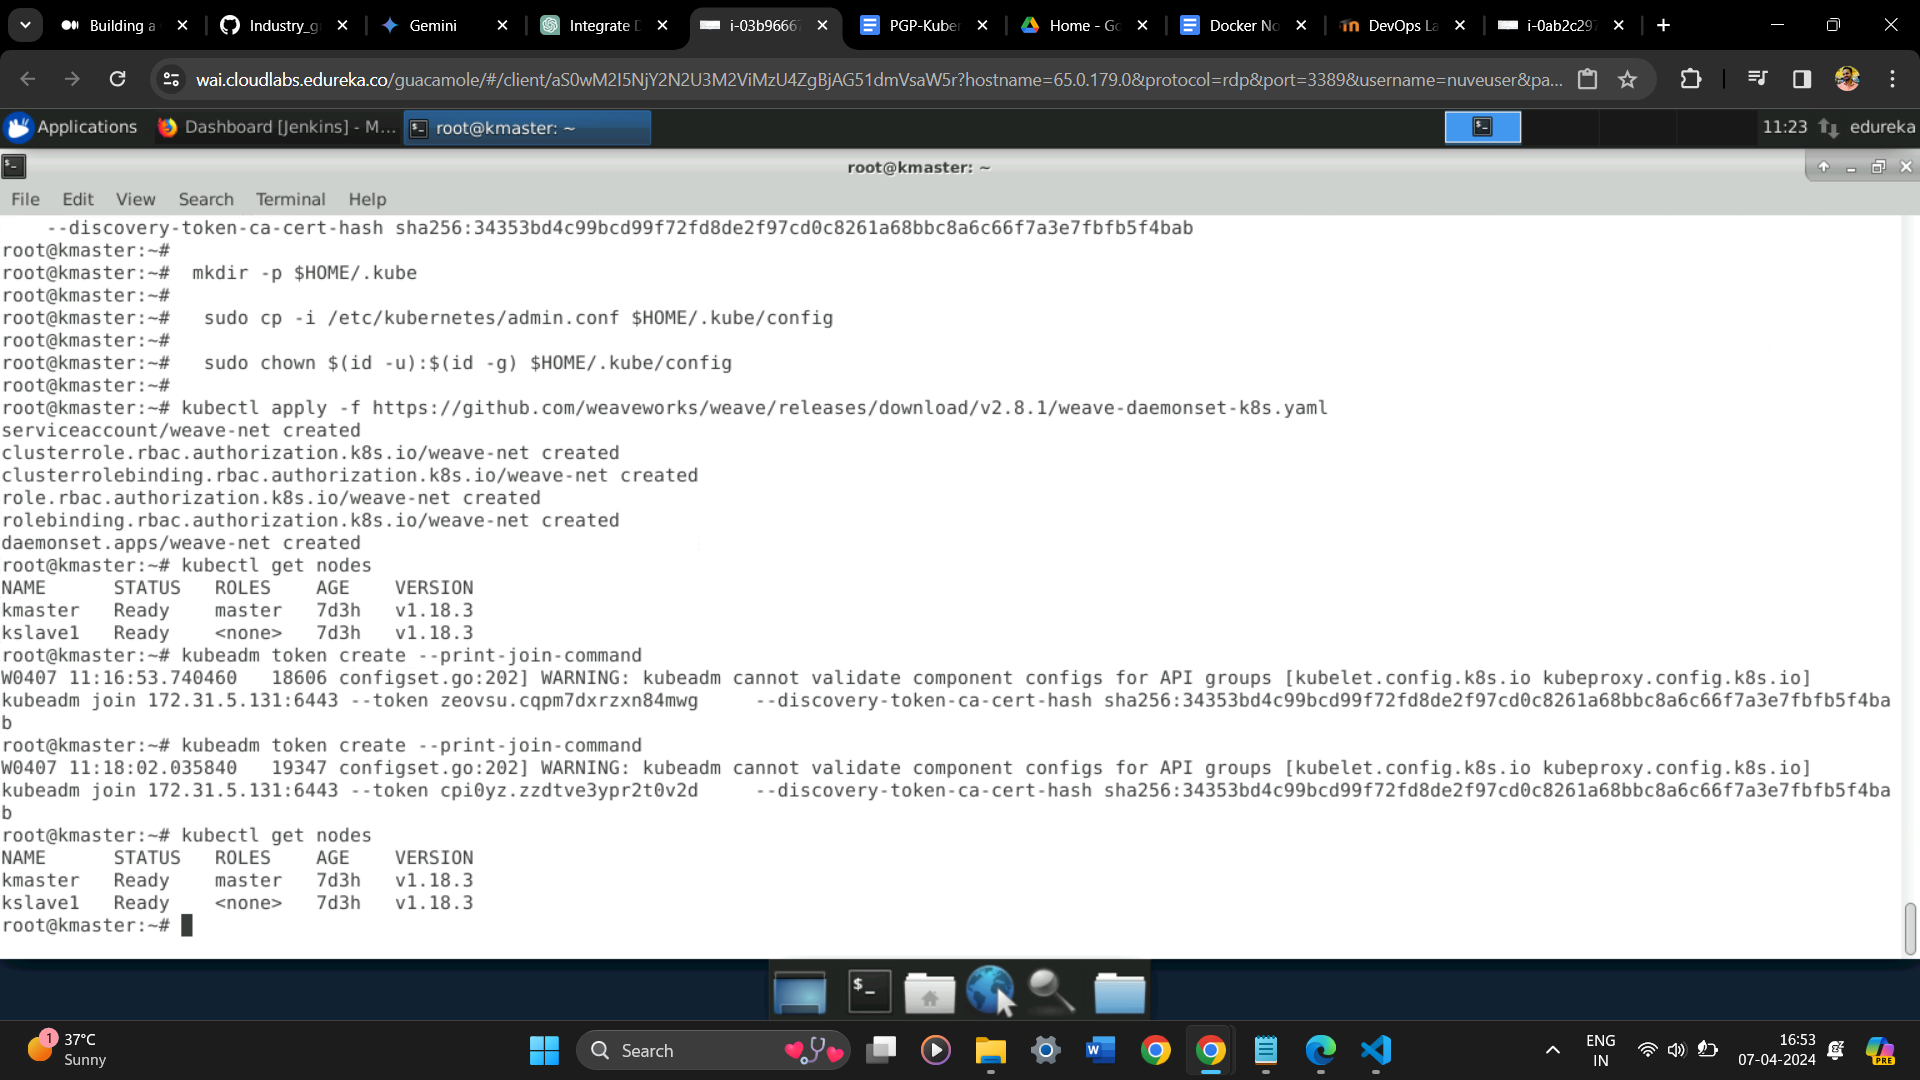 Building a
Industry_g
Gemini
Integrate D
i-03b96667
PGP-Kuber
Home - Go
Docker No
DevOps La
i-0ab2c297
wai.cloudlabs.edureka.co/guacamole/#/client/aS0wM2I5NjY2N2U3M2ViMzU4ZgBjAG51dmVsaW5r?hostname=65.0.179.0&protocol=rdp&port=3389&username=nuveuser&pa...
Applications
Dashboard [Jenkins] - M...
root@kmaster: ~
11:23
edureka
root@kmaster: ~
File Edit View Search Terminal Help
--discovery-token-ca-cert-hash sha256:34353bd4c99bcd99f72fd8de2f97cd0c8261a68bbc8a6c66f7a3e7fbfb5f4bab
root@kmaster:~#
root@kmaster:~#  mkdir -p $HOME/.kube
root@kmaster:~#
root@kmaster:~#   sudo cp -i /etc/kubernetes/admin.conf $HOME/.kube/config
root@kmaster:~#
root@kmaster:~#   sudo chown $(id -u):$(id -g) $HOME/.kube/config
root@kmaster:~#
root@kmaster:~# kubectl apply -f https://github.com/weaveworks/weave/releases/download/v2.8.1/weave-daemonset-k8s.yaml
serviceaccount/weave-net created
clusterrole.rbac.authorization.k8s.io/weave-net created
clusterrolebinding.rbac.authorization.k8s.io/weave-net created
role.rbac.authorization.k8s.io/weave-net created
rolebinding.rbac.authorization.k8s.io/weave-net created
daemonset.apps/weave-net created
root@kmaster:~# kubectl get nodes
NAME      STATUS   ROLES    AGE    VERSION
kmaster   Ready    master   7d3h   v1.18.3
kslave1   Ready    <none>   7d3h   v1.18.3
root@kmaster:~# kubeadm token create --print-join-command
W0407 11:16:53.740460   18606 configset.go:202] WARNING: kubeadm cannot validate component configs for API groups [kubelet.config.k8s.io kubeproxy.config.k8s.io]
kubeadm join 172.31.5.131:6443 --token zeovsu.cqpm7dxrzxn84mwg     --discovery-token-ca-cert-hash sha256:34353bd4c99bcd99f72fd8de2f97cd0c8261a68bbc8a6c66f7a3e7fbfb5f4ba
b
root@kmaster:~# kubeadm token create --print-join-command
W0407 11:18:02.035840   19347 configset.go:202] WARNING: kubeadm cannot validate component configs for API groups [kubelet.config.k8s.io kubeproxy.config.k8s.io]
kubeadm join 172.31.5.131:6443 --token cpi0yz.zzdtve3ypr2t0v2d     --discovery-token-ca-cert-hash sha256:34353bd4c99bcd99f72fd8de2f97cd0c8261a68bbc8a6c66f7a3e7fbfb5f4ba
b
root@kmaster:~# kubectl get nodes
NAME      STATUS   ROLES    AGE    VERSION
kmaster   Ready    master   7d3h   v1.18.3
kslave1   Ready    <none>   7d3h   v1.18.3
root@kmaster:~#
1
37°C
Sunny
Search
ENG
IN
16:53
07-04-2024
PRE